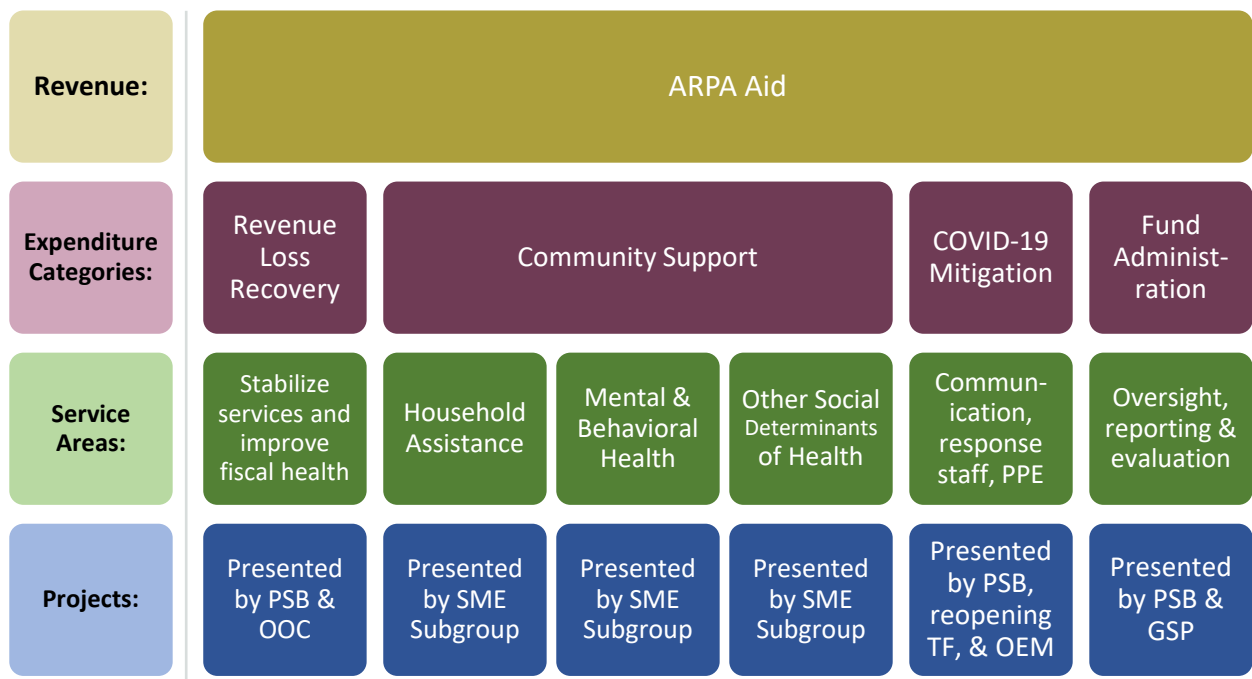 Revenue:
ARPA Aid
Expenditure
Categories:
Revenue
Loss
Recovery
Community Support
COVID-19
Mitigation
Fund
Administ-
ration
Service
Areas:
Stabilize
services and
improve
fiscal health
Household
Assistance
Mental &
Behavioral
Health
Other Social
Determinants
of Health
Commun-
ication,
response
staff, PPE
Oversight,
reporting &
evaluation
Projects:
Presented
by PSB &
OOC
Presented
by SME
Subgroup
Presented
by SME
Subgroup
Presented
by SME
Subgroup
Presented
by PSB,
reopening
TF, & OEM
Presented
by PSB &
GSP